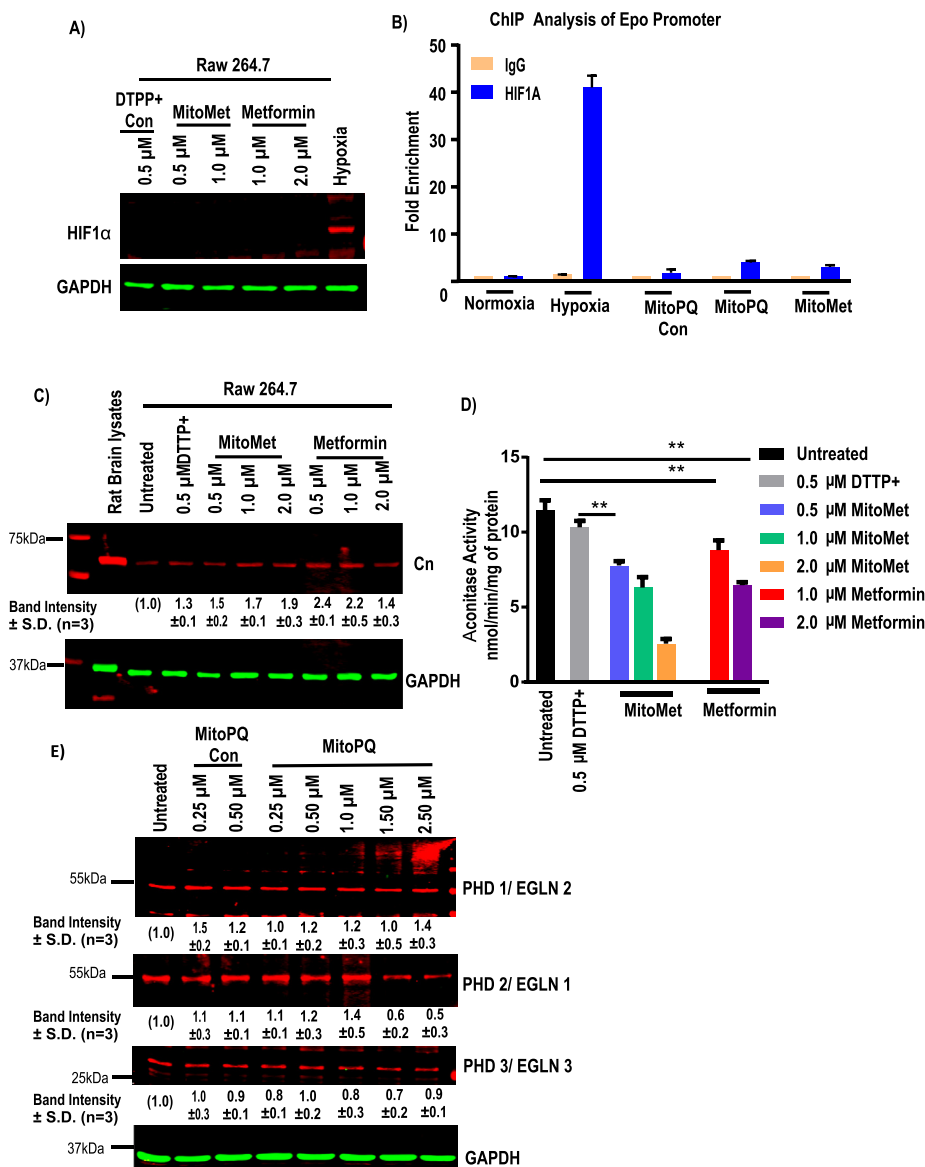 A)
Raw 264.7
DTPP+
Con
MitoMet
Metformin
0.5 µM
0.5 µM
1.0 µM
1.0 µM
2.0 µM
Hypoxia
HIF1α
GAPDH
B)
ChIP Analysis of Epo Promoter
IgG
HIF1A
Fold Enrichment
50
40
30
20
10
0
Normoxia
Hypoxia
MitoPQ
Con
MitoPQ
MitoMet
C)
Raw 264.7
Rat Brain lysates
Untreated
0.5 µMDTTP+
MitoMet
Metformin
0.5 µM
1.0 µM
2.0 µM
0.5 µM
1.0 µM
2.0 µM
75kDa
Cn
Band Intensity
± S.D. (n=3)
(1.0) 1.3 1.5 1.7 1.9 2.4 2.2 1.4
±0.1 ±0.2 ±0.1 ±0.3 ±0.1 ±0.5 ±0.3
37kDa
GAPDH
D)
Aconitase Activity
nmol/min/mg of protein
15
10
5
0
**
**
**
Untreated
0.5 µM DTTP+
0.5 µM MitoMet
1.0 µM MitoMet
2.0 µM MitoMet
1.0 µM Metformin
2.0 µM Metformin
Untreated
0.5 µM DTTP+
MitoMet
Metformin
E)
MitoPQ
Con
MitoPQ
Untreated
0.25 µM
0.50 µM
0.25 µM
0.50 µM
1.0 µM
1.50 µM
2.50 µM
55kDa
PHD 1/ EGLN 2
Band Intensity
± S.D. (n=3)
(1.0) 1.5 1.2 1.0 1.2 1.2 1.0 1.4
±0.2 ±0.1 ±0.1 ±0.2 ±0.3 ±0.5 ±0.3
55kDa
PHD 2/ EGLN 1
Band Intensity
± S.D. (n=3)
(1.0) 1.1 1.1 1.1 1.2 1.4 0.6 0.5
±0.3 ±0.1 ±0.1 ±0.3 ±0.5 ±0.2 ±0.3
PHD 3/ EGLN 3
25kDa
Band Intensity
± S.D. (n=3)
(1.0) 1.0 0.9 0.8 1.0 0.8 0.7 0.9
±0.3 ±0.1 ±0.1 ±0.2 ±0.3 ±0.2 ±0.1
37kDa
GAPDH